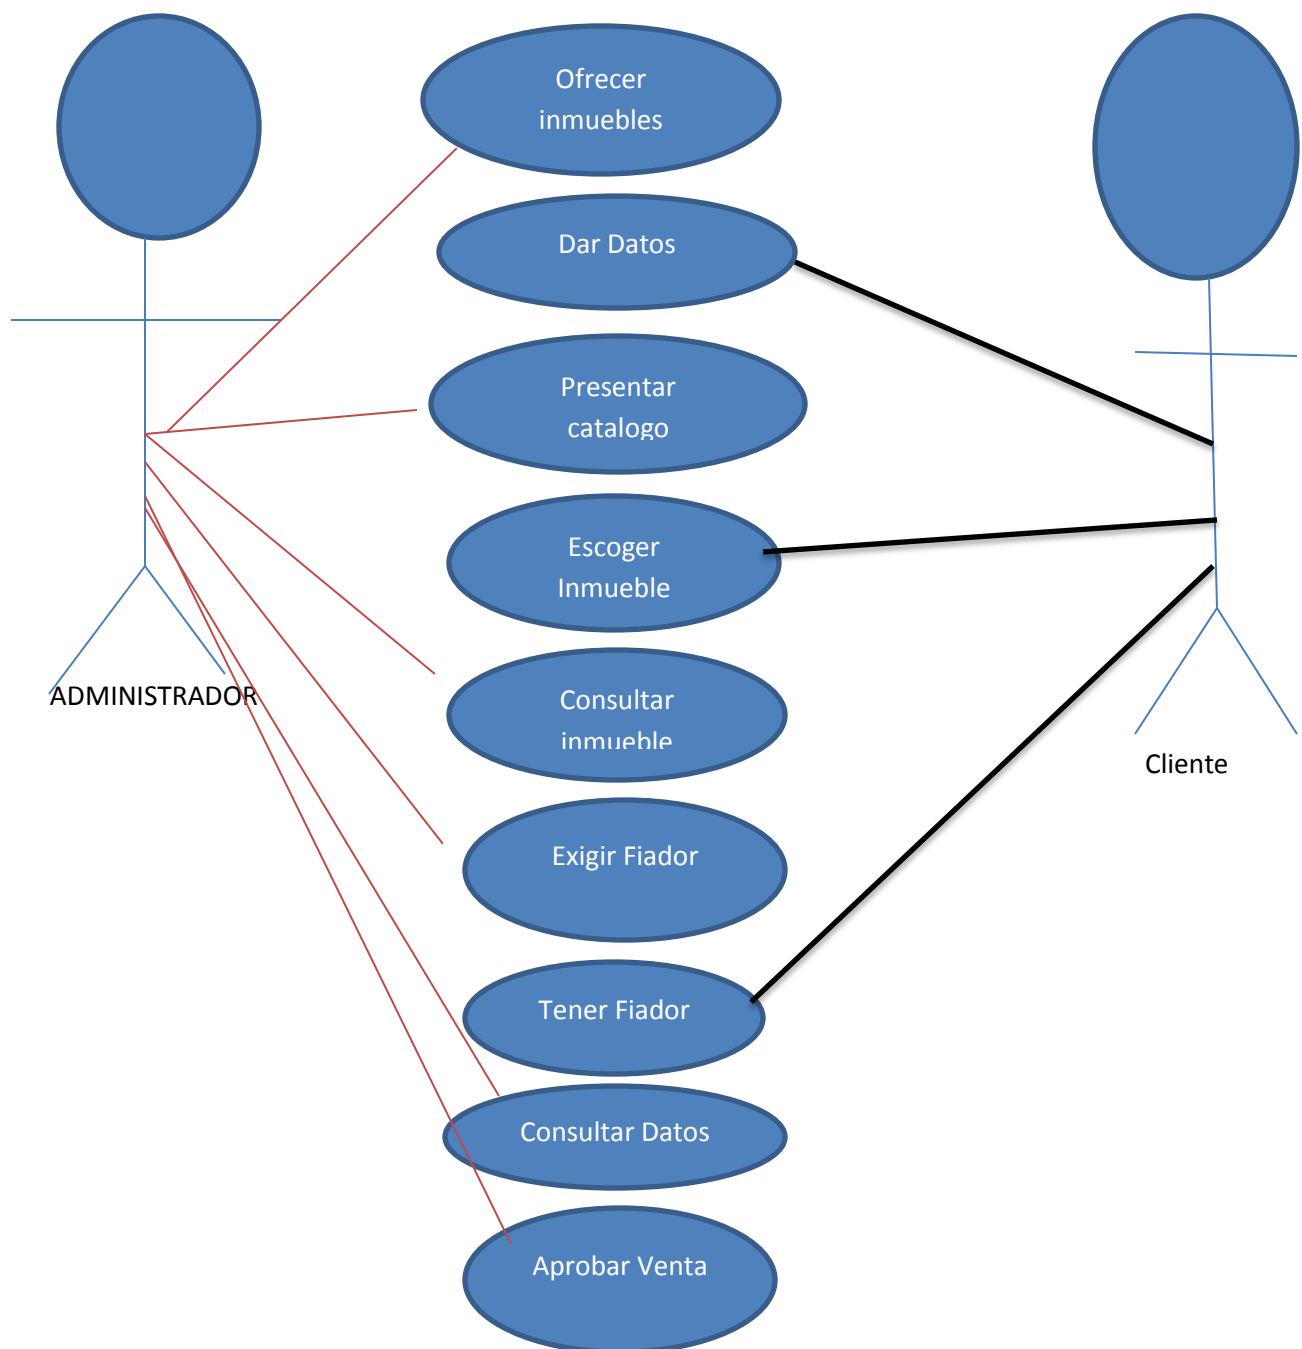 Ofrecer
inmuebles
Dar Datos
Presentar
catalogo
Escoger
Inmueble
ADMINISTRADOR
Consultar
inmueble
Cliente
Exigir Fiador
Tener Fiador
Consultar Datos
Aprobar Venta